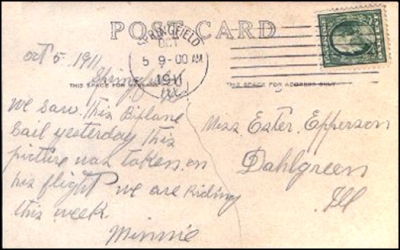 POST CARD
SPRINGFIELD
OCT
5 9-00 AM
1911
ILL.
Oct 5 1911
Springfield
THIS SPACE FOR
THIS SPACE FOR ADDRESS ONLY
We saw this Biplane
Sail yesterday this
picture was taken on
his flight we are Riding
this week.
Minnie
Miss Ester Epperson
Dahlgreen
Ill